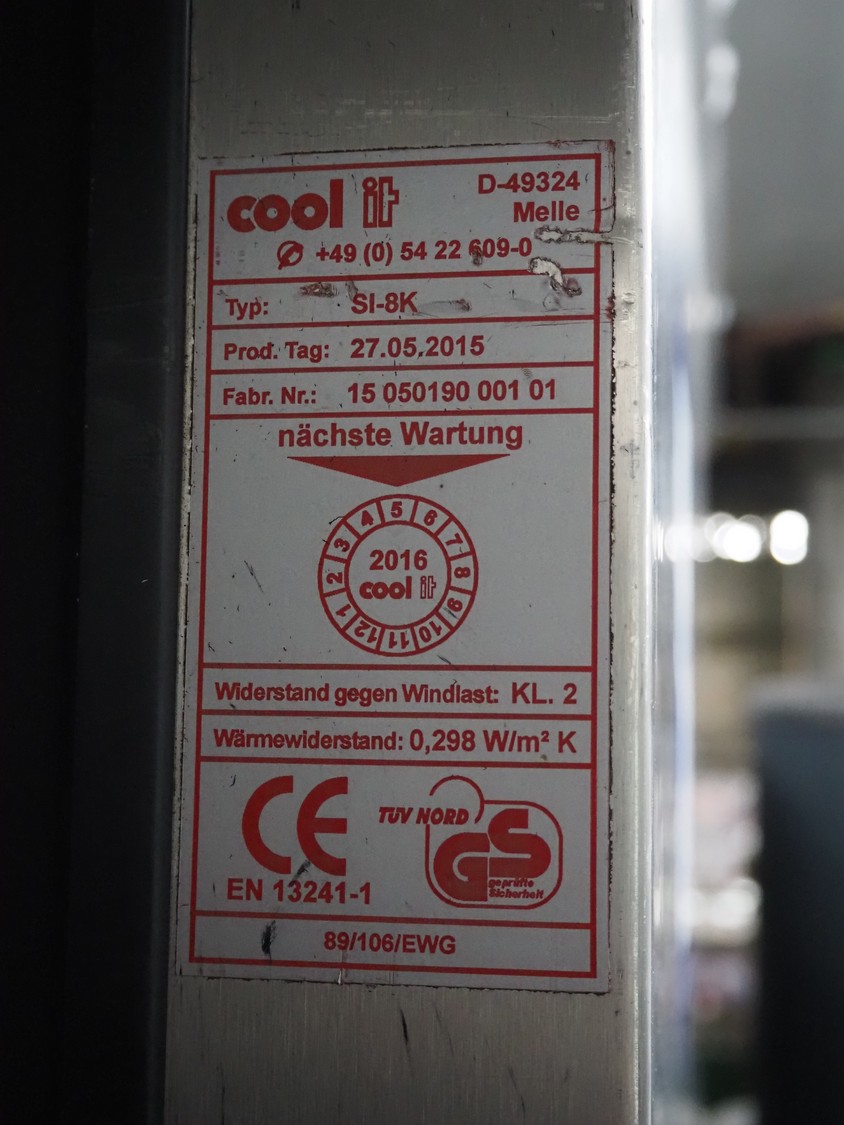 cool it
D-49324
Melle
+49 (0) 54 22 609-0
Typ: SI-8K
Prod. Tag: 27.05.2015
Fabr. Nr.: 15 050190 001 01
nächste Wartung
1 2 3 4 5 6 7 8 9 10 11 12
2016
cool it
Widerstand gegen Windlast: KL. 2
Wärmewiderstand: 0,298 W/m² K
CE
EN 13241-1
TÜV NORD
GS
geprüfte
Sicherheit
89/106/EWG